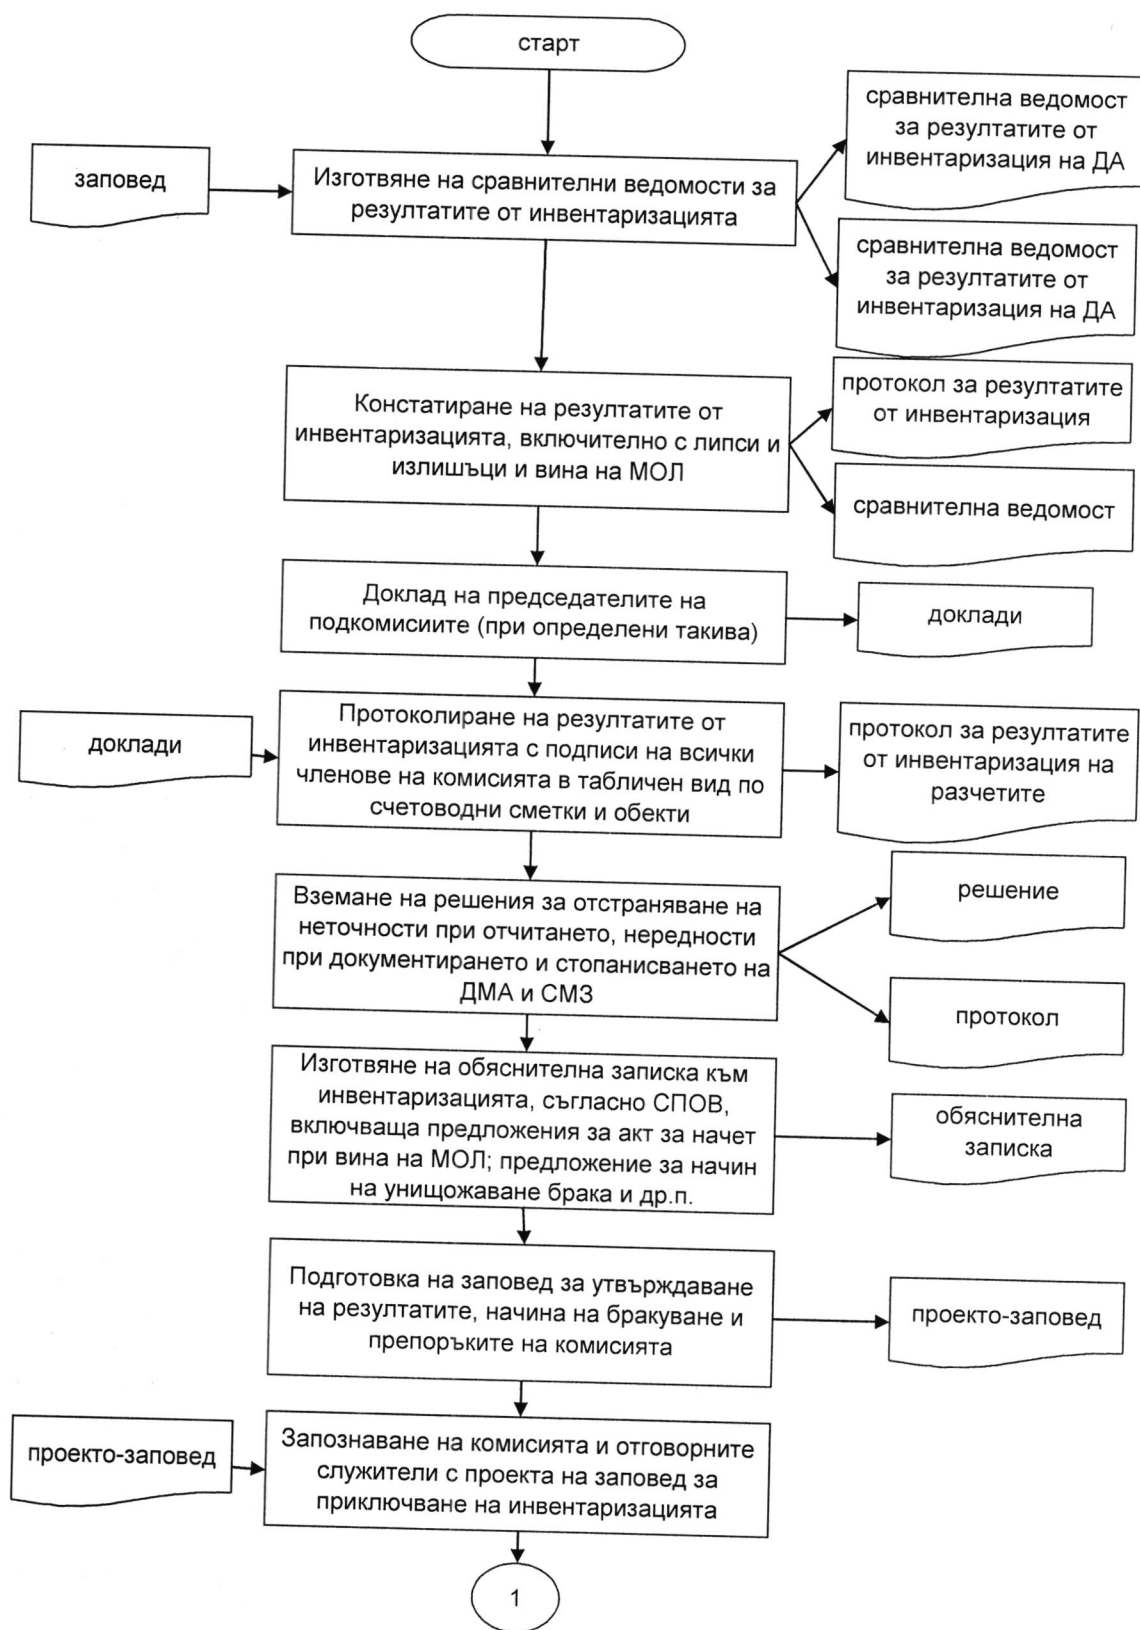 старт
сравнителна ведомост
за резултатите от
инвентаризация на ДА
заповед
Изготвяне на сравнителни ведомости за
резултатите от инвентаризацията
сравнителна ведомост
за резултатите от
инвентаризация на ДА
Констатиране на резултатите от
инвентаризацията, включително с липси и
излишъци и вина на МОЛ
протокол за резултатите
от инвентаризация
сравнителна ведомост
Доклад на председателите на
подкомисиите (при определени такива)
доклади
доклади
Протоколиране на резултатите от
инвентаризацията с подписи на всички
членове на комисията в табличен вид по
счетоводни сметки и обекти
протокол за резултатите
от инвентаризация на
разчетите
Вземане на решения за отстраняване на
неточности при отчитането, нередности
при документирането и стопанисването на
ДМА и СМЗ
решение
протокол
Изготвяне на обяснителна записка към
инвентаризацията, съгласно СПОВ,
включваща предложения за акт за начет
при вина на МОЛ; предложение за начин
на унищожаване брака и др.п.
обяснителна
записка
Подготовка на заповед за утвърждаване
на резултатите, начина на бракуване и
препоръките на комисията
проекто-заповед
проекто-заповед
Запознаване на комисията и отговорните
служители с проекта на заповед за
приключване на инвентаризацията
1